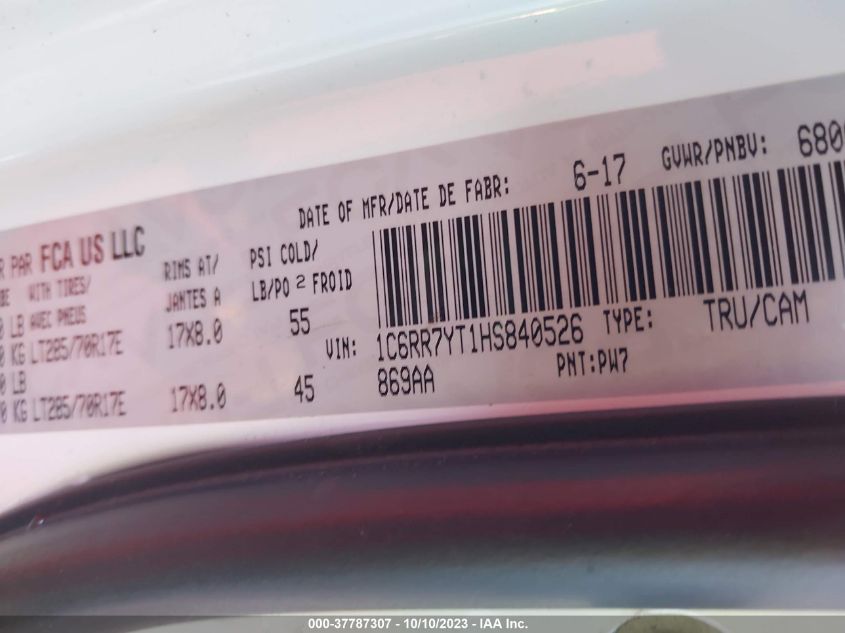 DATE OF MFR/DATE DE FABR: 6-17 GVWR/PNBV: 680
R PAR FCA US LLC
WITH TIRES/ RIMS AT/ PSI COLD/
LB AVEC PNEUS JANTES A LB/PO 2 FROID
KG LT285/70R17E 17X8.0 55
VIN: 1C6RR7YT1HS840526 TYPE: TRU/CAM
LB
KG LT285/70R17E 17X8.0 45 869AA PNT:PW7
000-37787307 - 10/10/2023 - IAA Inc.